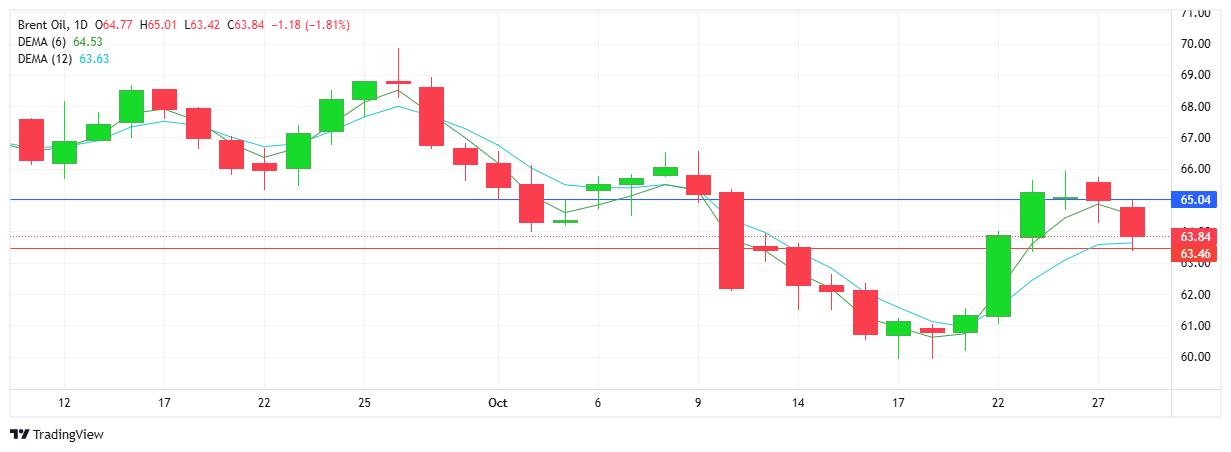 Brent Oil, 1D O64.77 H65.01 L63.42 C63.84 −1.18 (−1.81%)
DEMA (6) 64.53
DEMA (12) 63.63
71.00
70.00
69.00
68.00
67.00
66.00
65.04
63.84
63.46
63.00
62.00
61.00
60.00
12 17 22 25 Oct 6 9 14 17 22 27
TradingView